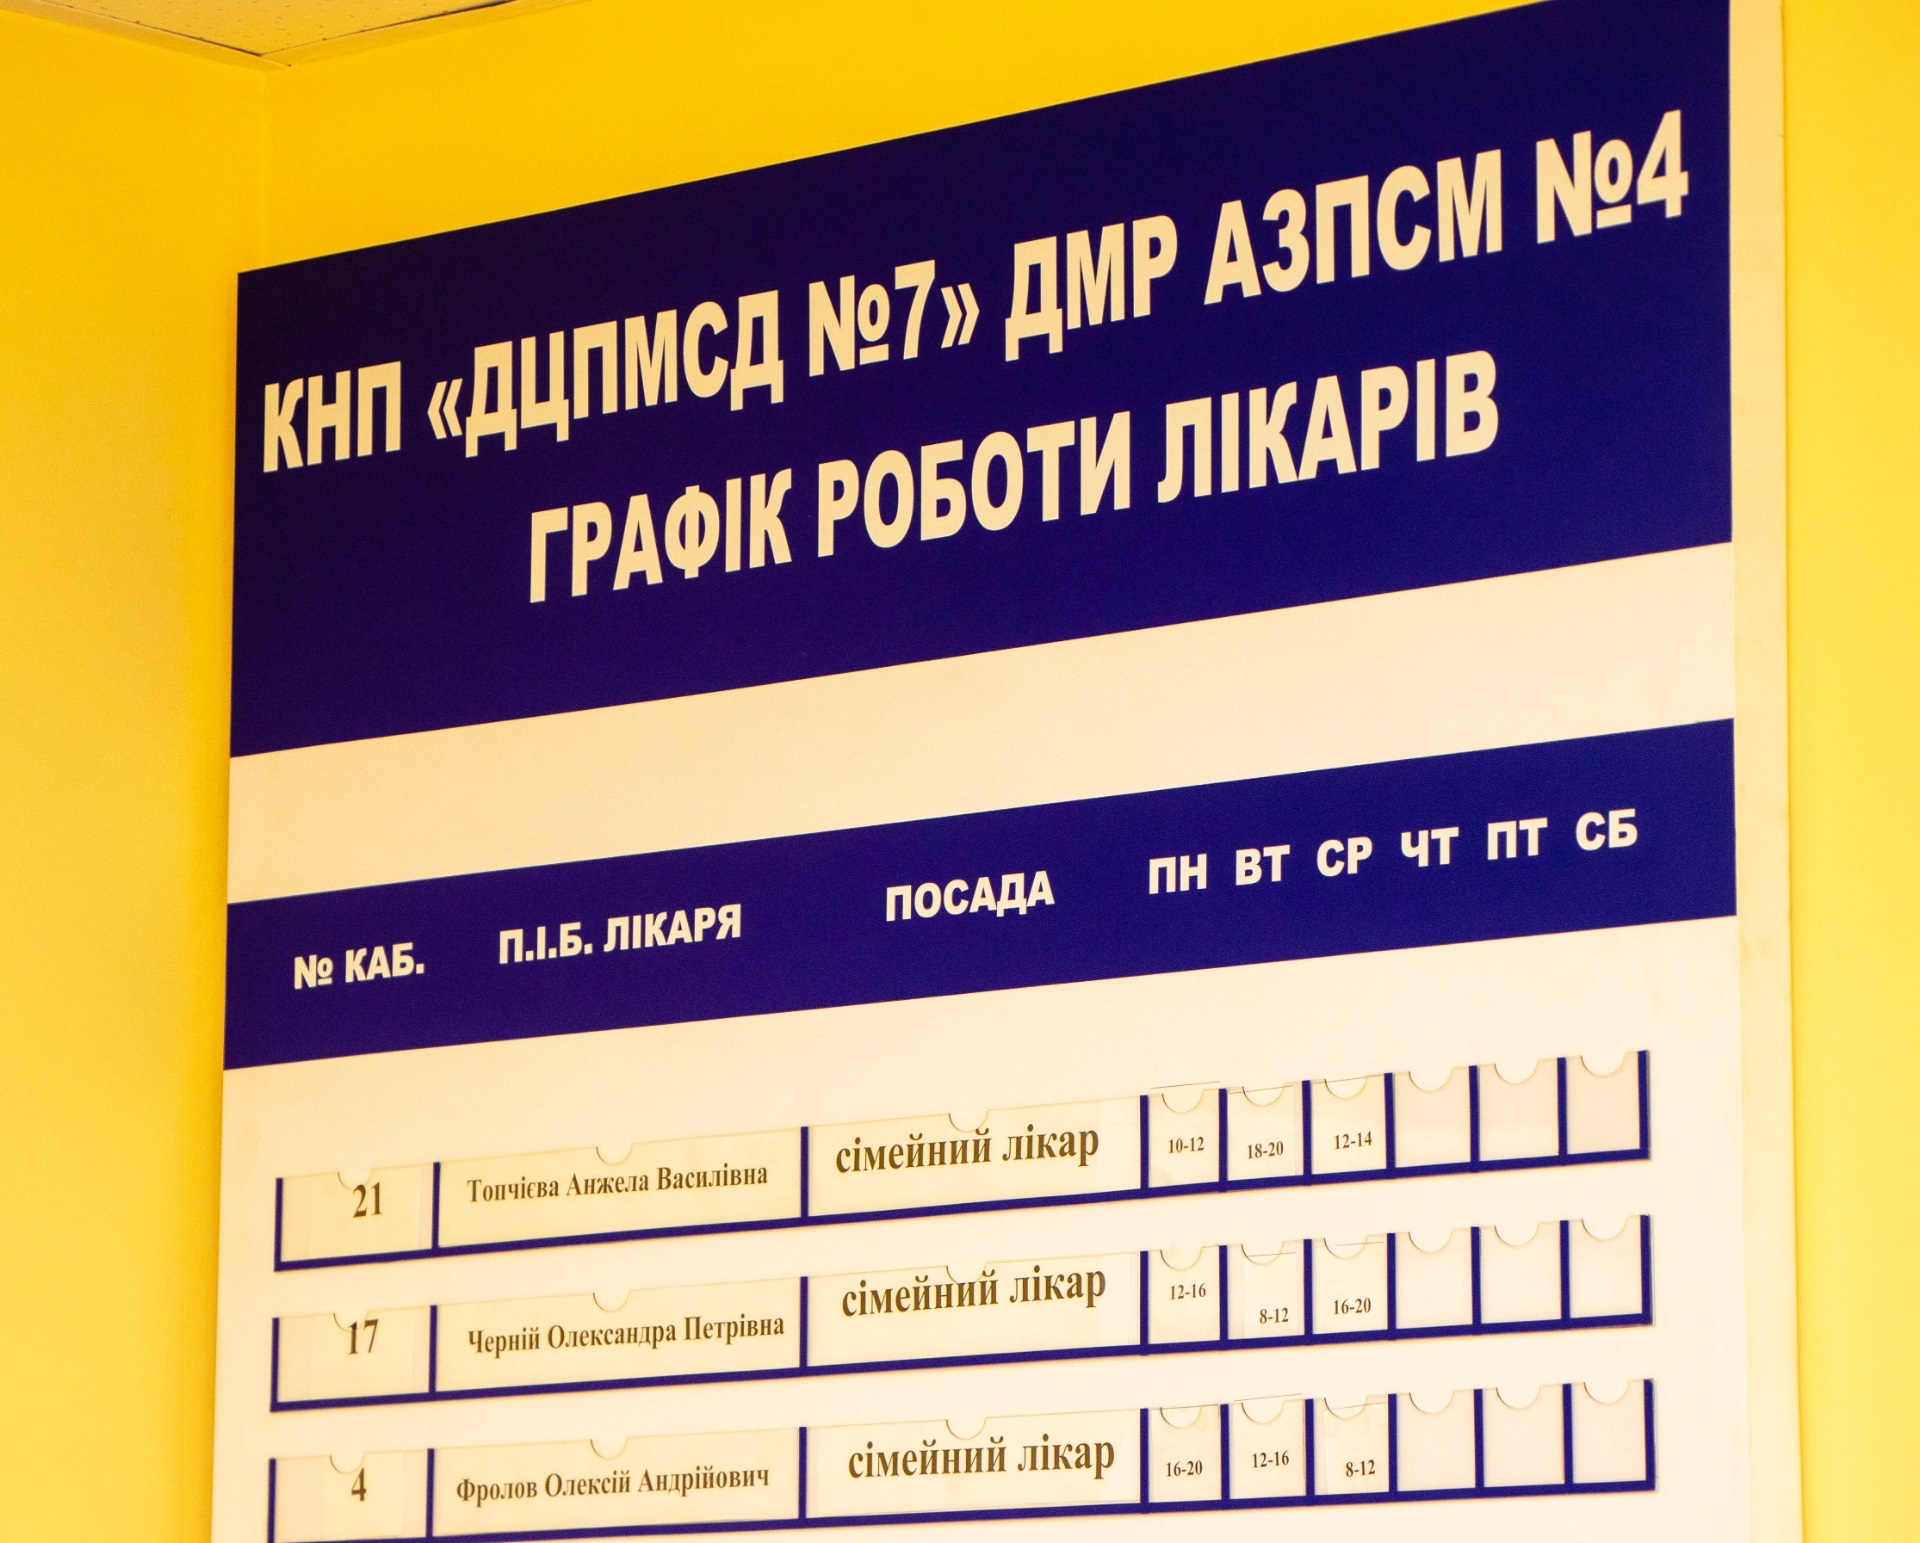 КНП «ДЦПМСД №7» ДМР АЗПСМ №4
ГРАФІК РОБОТИ ЛІКАРІВ
№ КАБ. П.І.Б. ЛІКАРЯ ПОСАДА ПН ВТ СР ЧТ ПТ СБ
21 Топчієва Анжела Василівна сімейний лікар 10-12 18-20 12-14
17 Черній Олександра Петрівна сімейний лікар 12-16 8-12 16-20
4 Фролов Олексій Андрійович сімейний лікар 16-20 12-16 8-12